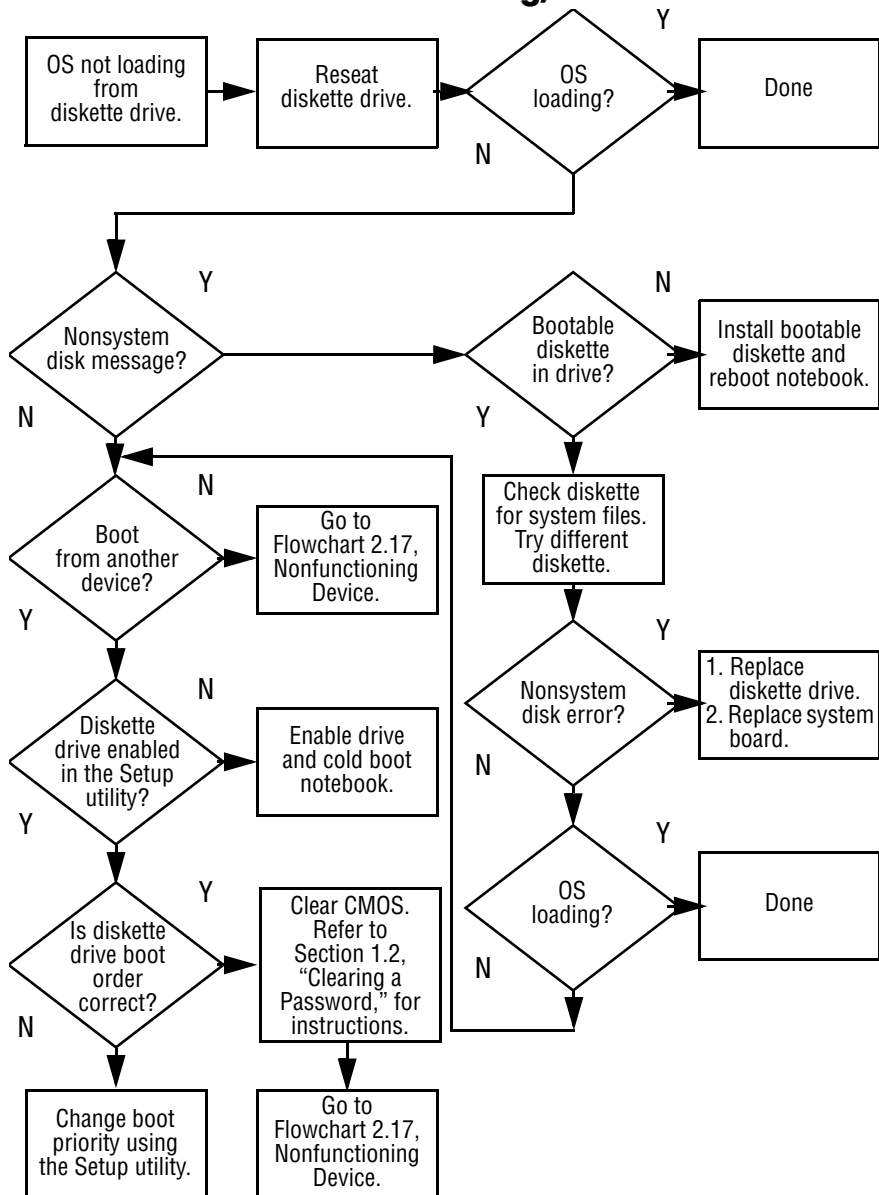 Y
OS not loading
from
diskette drive.
Reseat
diskette drive.
OS
loading?
Done
N
Y
Nonsystem
disk message?
N
Bootable
diskette
in drive?
N
Install bootable
diskette and
reboot notebook.
Y
Check diskette
for system files.
Try different
diskette.
N
Boot
from another
device?
Go to
Flowchart 2.17,
Nonfunctioning
Device.
Y
Y
Nonsystem
disk error?
1. Replace
diskette drive.
2. Replace system
board.
N
N
Diskette
drive enabled
in the Setup
utility?
Enable drive
and cold boot
notebook.
Y
Y
OS
loading?
Done
N
Y
Is diskette
drive boot
order
correct?
Clear CMOS.
Refer to
Section 1.2,
“Clearing a
Password,” for
instructions.
N
Change boot
priority using
the Setup utility.
Go to
Flowchart 2.17,
Nonfunctioning
Device.